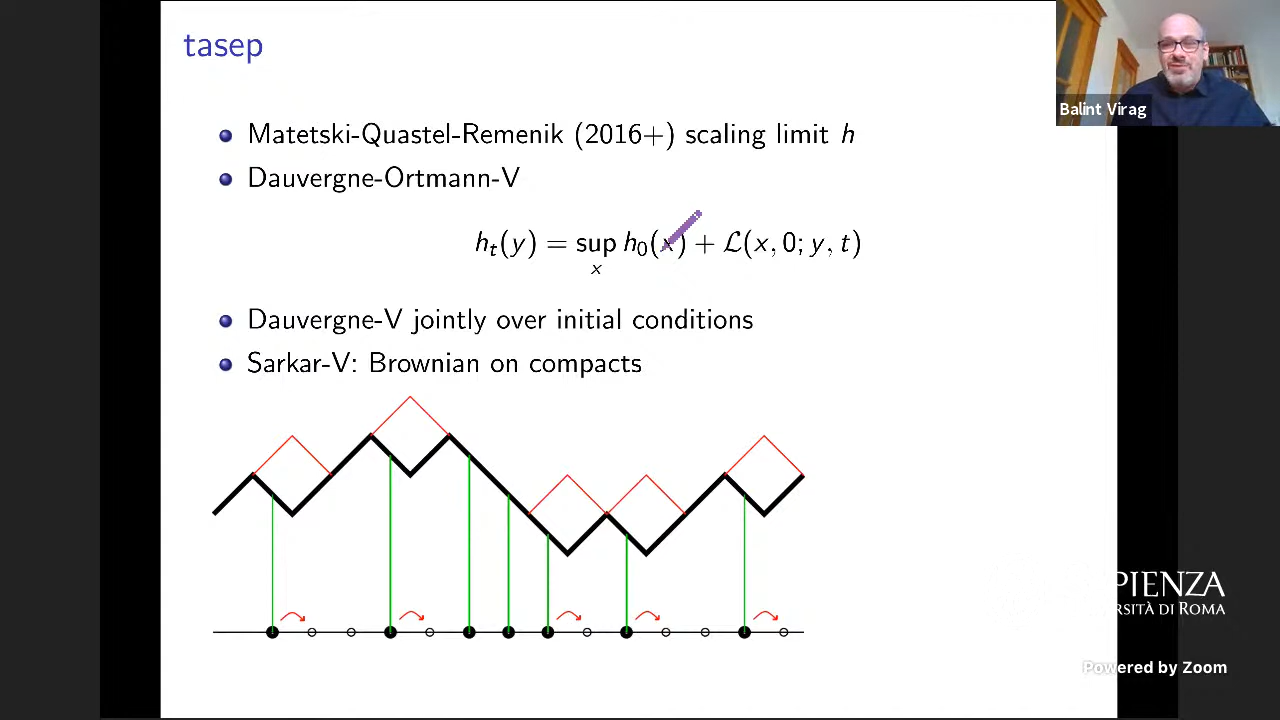 tasep
Balint Virag
Matetski-Quastel-Remenik (2016+) scaling limit h
Dauvergne-Ortmann-V
h_t(y) = sup_x h_0(x) + ℒ(x, 0; y, t)
Dauvergne-V jointly over initial conditions
Sarkar-V: Brownian on compacts
PIENZA
RSITÀ DI ROMA
Powered by Zoom